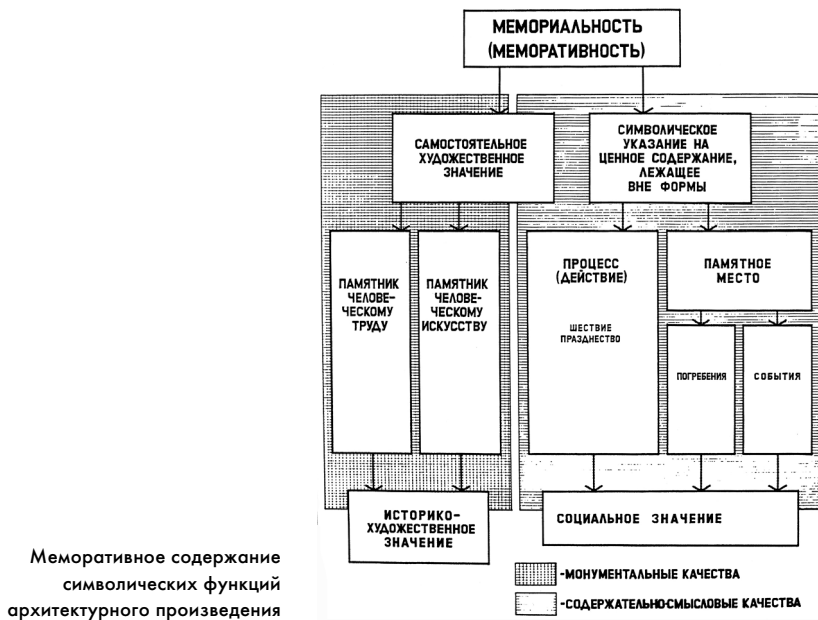 МЕМОРИАЛЬНОСТЬ
(МЕМОРАТИВНОСТЬ)
САМОСТОЯТЕЛЬНОЕ
ХУДОЖЕСТВЕННОЕ
ЗНАЧЕНИЕ
СИМВОЛИЧЕСКОЕ
УКАЗАНИЕ НА
ЦЕННОЕ СОДЕРЖАНИЕ,
ЛЕЖАЩЕЕ
ВНЕ ФОРМЫ
ПАМЯТНИК
ЧЕЛОВЕ-
ЧЕСКОМУ
ТРУДУ
ПАМЯТНИК
ЧЕЛОВЕ-
ЧЕСКОМУ
ИСКУССТВУ
ПРОЦЕСС
(ДЕЙСТВИЕ)
ШЕСТВИЕ
ПРАЗДНЕСТВО
ПАМЯТНОЕ
МЕСТО
ПОГРЕБЕНИЯ
СОБЫТИЯ
ИСТОРИКО-
ХУДОЖЕСТВЕННОЕ
ЗНАЧЕНИЕ
СОЦИАЛЬНОЕ ЗНАЧЕНИЕ
-МОНУМЕНТАЛЬНЫЕ КАЧЕСТВА
-СОДЕРЖАТЕЛЬНО-СМЫСЛОВЫЕ КАЧЕСТВА
Меморативное содержание
символических функций
архитектурного произведения